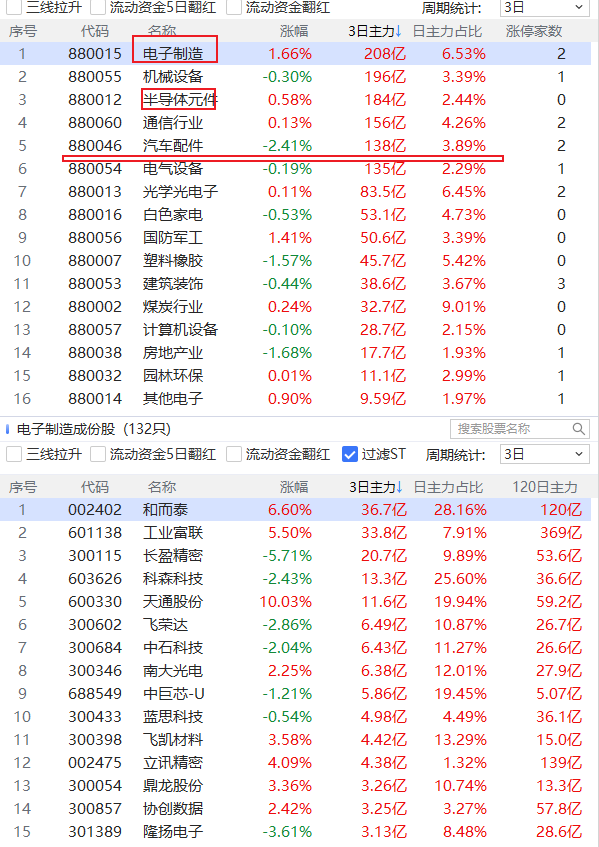 三线拉升 流动资金5日翻红 流动资金翻红 周期统计: 3日
序号 代码 名称 涨幅 3日主力↓ 日主力占比 涨停家数
1 880015 电子制造 1.66% 208亿 6.53% 2
2 880055 机械设备 -0.30% 196亿 3.39% 1
3 880012 半导体元件 0.58% 184亿 2.44% 0
4 880060 通信行业 0.13% 156亿 4.26% 2
5 880046 汽车配件 -2.41% 138亿 3.89% 2
6 880054 电气设备 -0.19% 135亿 2.29% 1
7 880013 光学光电子 0.11% 83.5亿 6.45% 2
8 880016 白色家电 -0.53% 53.1亿 4.73% 0
9 880056 国防军工 1.41% 50.6亿 3.39% 0
10 880007 塑料橡胶 -1.57% 45.7亿 5.42% 0
11 880053 建筑装饰 -0.44% 38.6亿 3.67% 3
12 880002 煤炭行业 0.24% 32.7亿 9.01% 0
13 880057 计算机设备 -0.10% 28.7亿 2.15% 0
14 880038 房地产业 -1.68% 17.7亿 1.93% 1
15 880032 园林环保 0.01% 11.1亿 2.99% 1
16 880014 其他电子 0.90% 9.59亿 1.97% 1
电子制造成份股 (132只) 搜索股票名称
三线拉升 流动资金5日翻红 流动资金翻红 过滤ST 周期统计: 3日
序号 代码 名称 涨幅 3日主力↓ 日主力占比 120日主力
1 002402 和而泰 6.60% 36.7亿 28.16% 120亿
2 601138 工业富联 5.50% 33.8亿 7.91% 369亿
3 300115 长盈精密 -5.71% 20.7亿 9.89% 53.6亿
4 603626 科森科技 -2.43% 13.3亿 25.60% 36.6亿
5 600330 天通股份 10.03% 11.6亿 19.94% 59.2亿
6 300602 飞荣达 -2.86% 6.49亿 10.87% 26.7亿
7 300684 中石科技 -2.04% 6.43亿 11.27% 26.6亿
8 300346 南大光电 2.25% 6.38亿 12.01% 27.9亿
9 688549 中巨芯-U -1.21% 5.86亿 19.45% 5.07亿
10 300433 蓝思科技 -0.54% 4.98亿 4.49% 36.1亿
11 300398 飞凯材料 3.58% 4.42亿 13.29% 15.0亿
12 002475 立讯精密 4.09% 4.38亿 1.32% 139亿
13 300054 鼎龙股份 3.36% 3.26亿 10.74% 13.3亿
14 300857 协创数据 2.42% 3.25亿 3.27% 57.8亿
15 301389 隆扬电子 -3.61% 3.13亿 8.48% 28.6亿